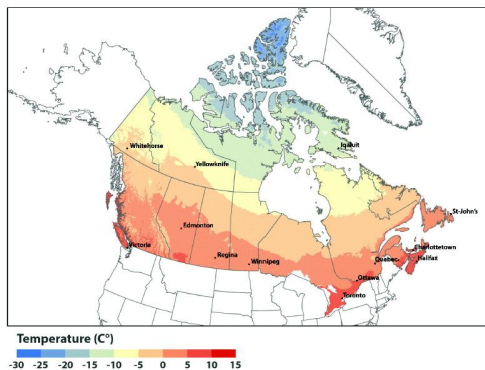 Iqaluit
Whitehorse
Yellowknife
St-John's
Edmonton
Charlottetown
Victoria
Regina
Winnipeg
Quebec
Halifax
Ottawa
Toronto
Temperature (C°)
-30 -25 -20 -15 -10 -5 0 5 10 15